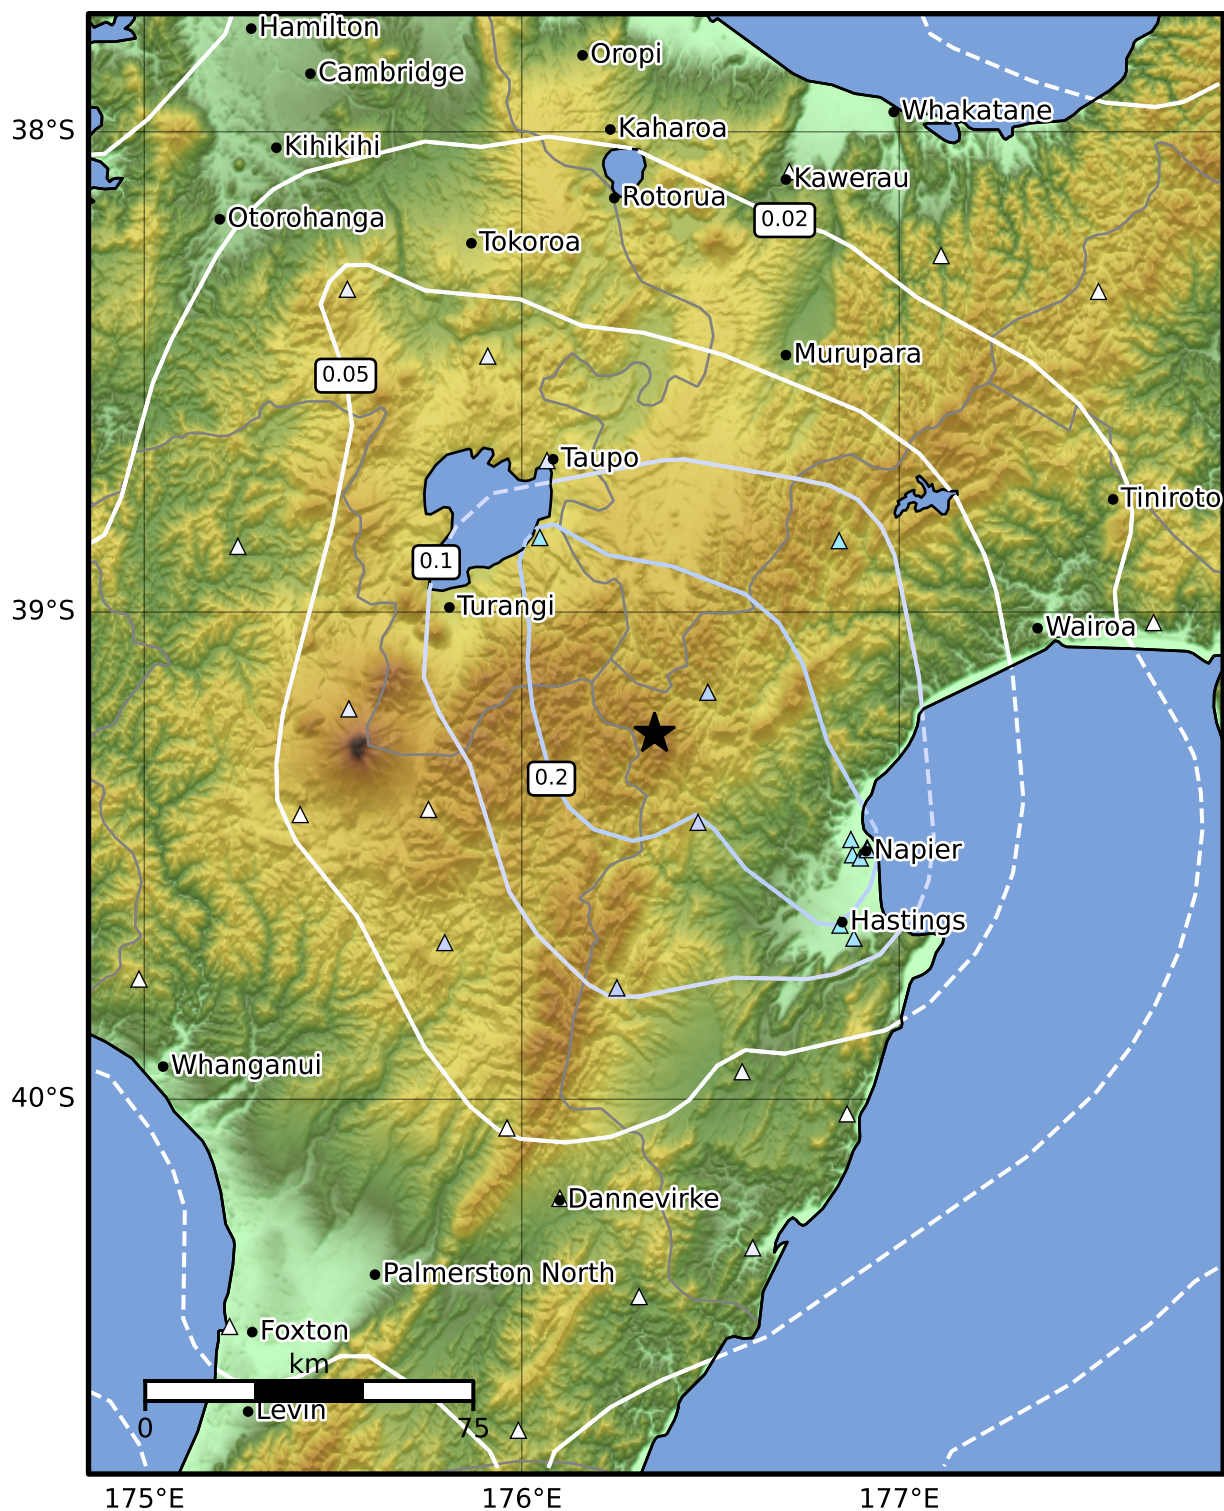 Hamilton
Oropi
Cambridge
Whakatane
38°S
Kaharoa
Kihikihi
Kawerau
Rotorua
Otorohanga
0.02
Tokoroa
Murupara
0.05
Taupo
Tiniroto
0.1
Turangi
39°S
Wairoa
0.2
Napier
Hastings
Whanganui
40°S
Dannevirke
Palmerston North
Foxton
km
Levin
0
75
175°E
176°E
177°E